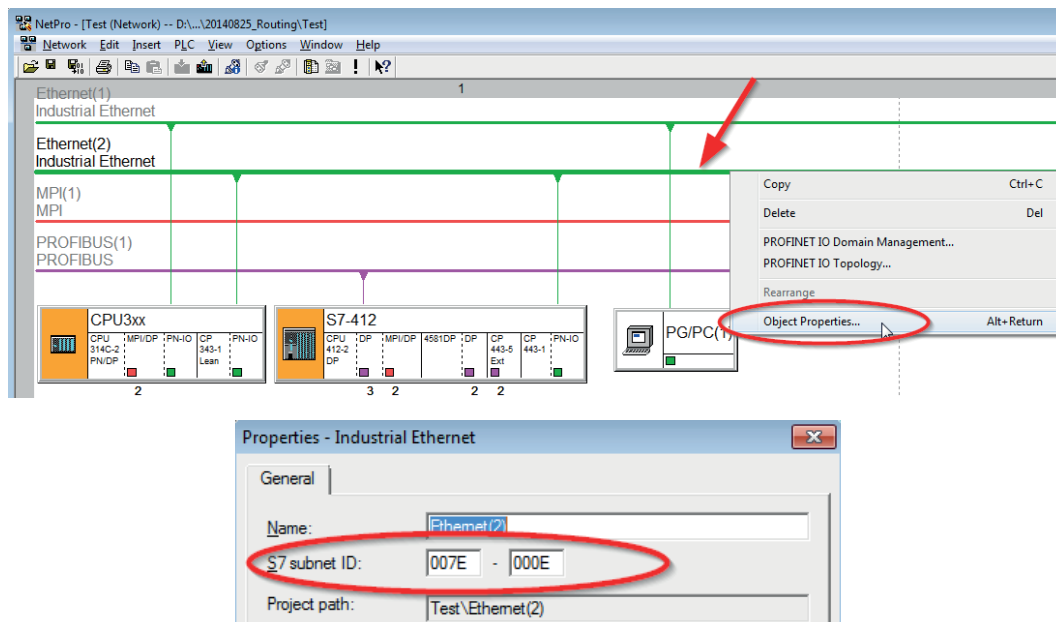 NetPro - [Test (Network) -- D:\...\20140825_Routing\Test]
Network Edit Insert PLC View Options Window Help
1
Ethernet(1)
Industrial Ethernet
Ethernet(2)
Industrial Ethernet
MPI(1)
MPI
PROFIBUS(1)
PROFIBUS
Copy Ctrl+C
Delete Del
PROFINET IO Domain Management...
PROFINET IO Topology...
Rearrange
Object Properties... Alt+Return
CPU3xx
CPU 314C-2 PN/DP
MPI/DP
PN-IO
CP 343-1 Lean
PN-IO
2
S7-412
CPU 412-2 DP
DP
MPI/DP
4581DP
DP
CP 443-5 Ext
CP 443-1
PN-IO
3 2 2 2
PG/PC(1)
Properties - Industrial Ethernet
General
Name: Ethernet(2)
S7 subnet ID: 007E - 000E
Project path: Test\Ethernet(2)